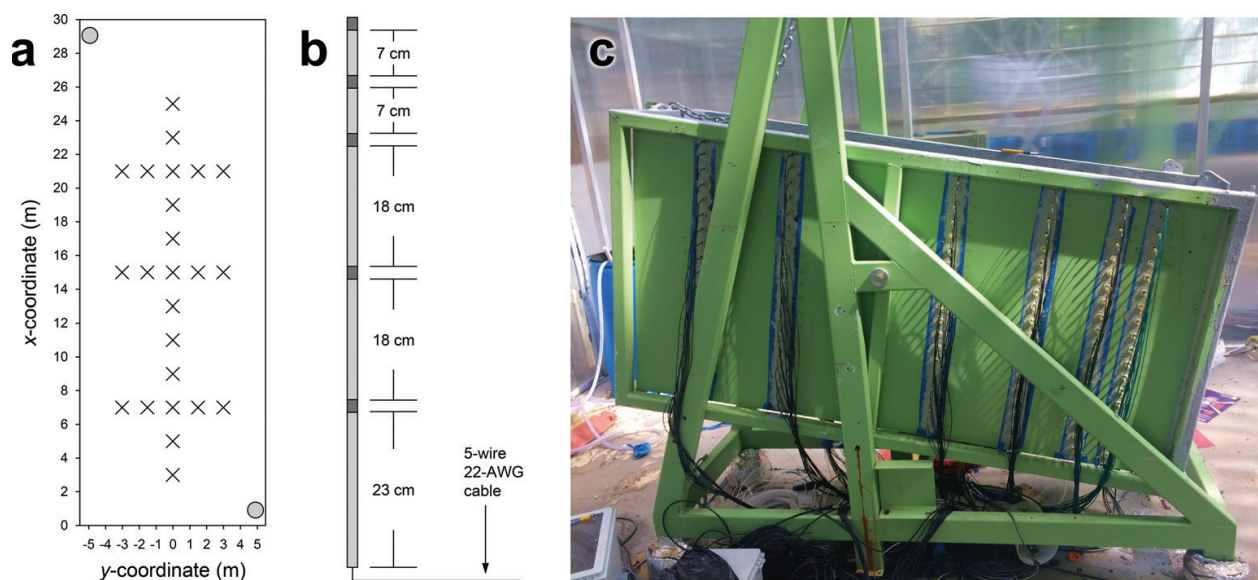 a
30
28
26
24
22
20
18
16
14
12
10
8
6
4
2
0
x-coordinate (m)
-5 -4 -3 -2 -1 0 1 2 3 4 5
y-coordinate (m)
b
7 cm
7 cm
18 cm
18 cm
23 cm
5-wire
22-AWG
cable
c